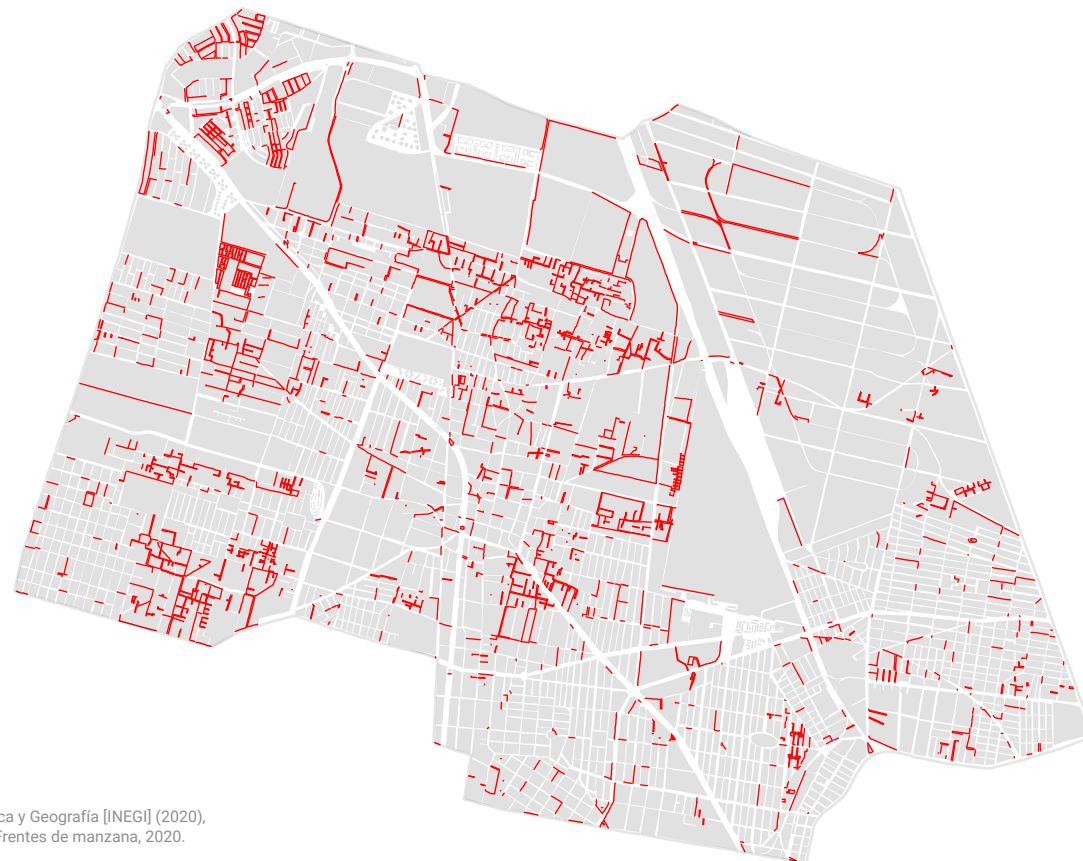 ca y Geografía [INEGI] (2020),
Frentes de manzana, 2020.